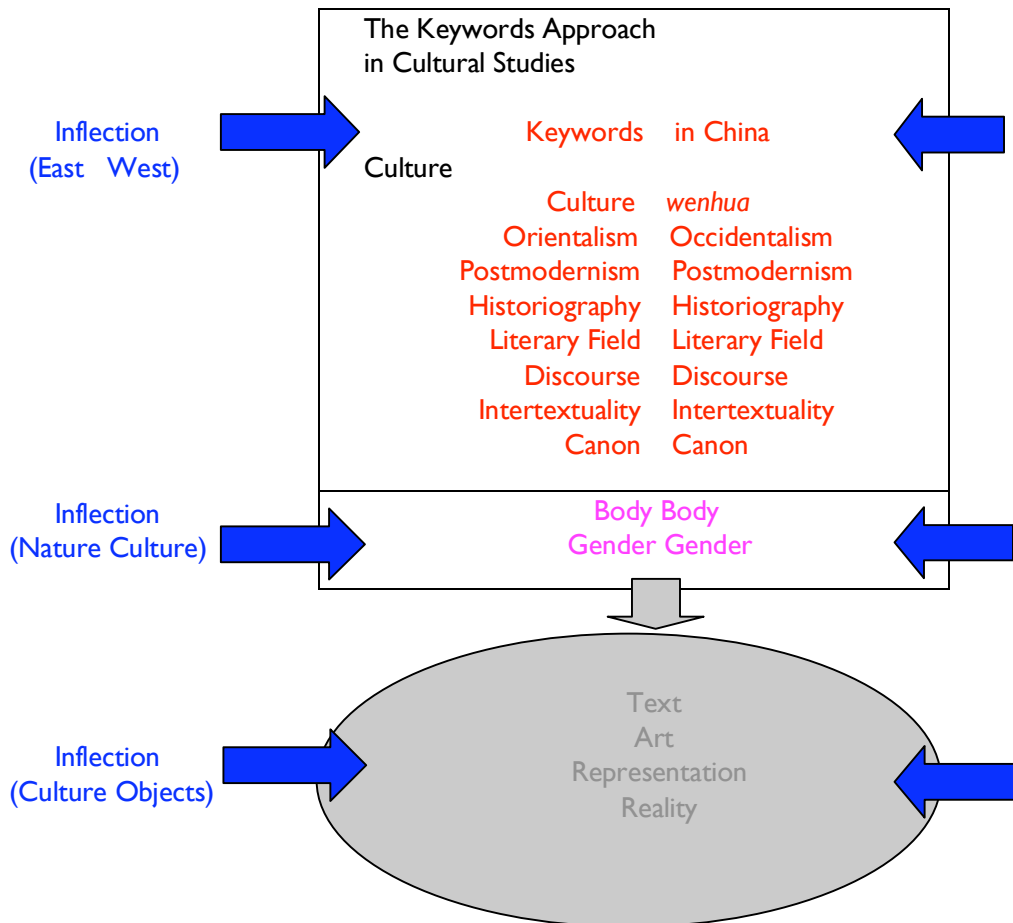 The Keywords Approach
in Cultural Studies
Inflection
(East West)
Keywords in China
Culture
Culture wenhua
Orientalism Occidentalism
Postmodernism Postmodernism
Historiography Historiography
Literary Field Literary Field
Discourse Discourse
Intertextuality Intertextuality
Canon Canon
Inflection
(Nature Culture)
Body Body
Gender Gender
Text
Art
Representation
Reality
Inflection
(Culture Objects)